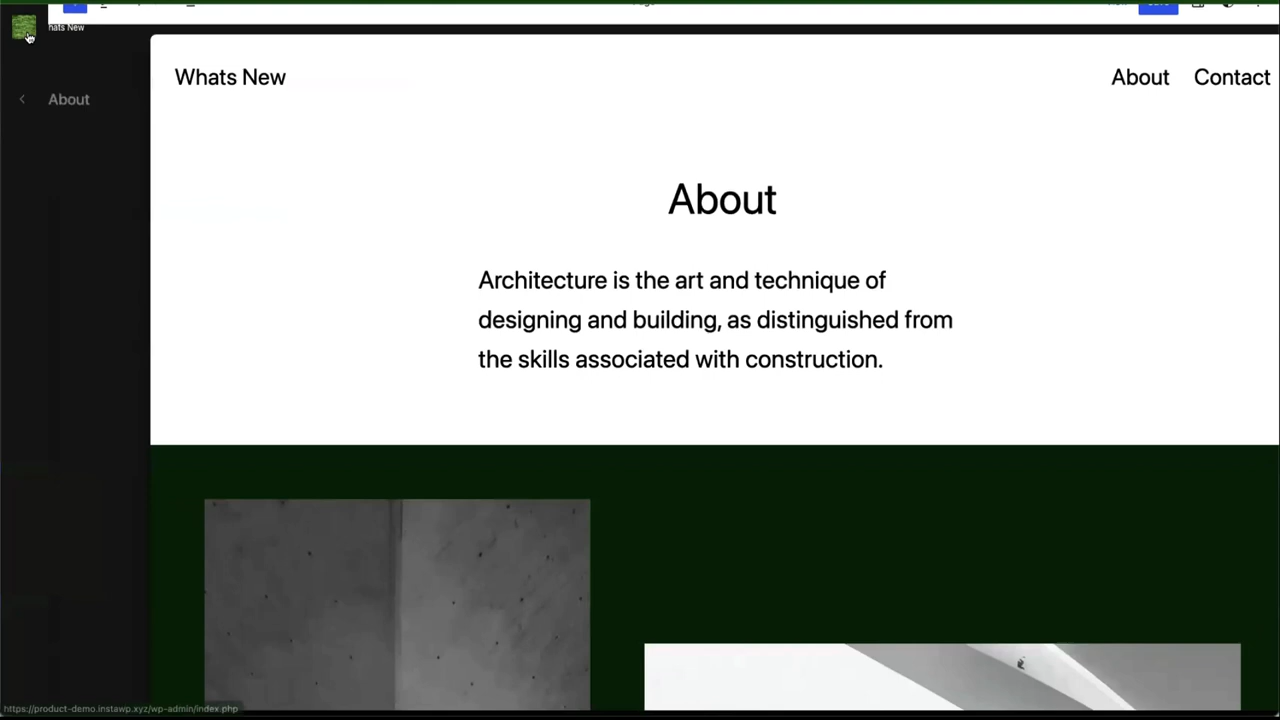 hats New
Whats New
About Contact
About
About
Architecture is the art and technique of
designing and building, as distinguished from
the skills associated with construction.
https://product-demo.instawp.xyz/wp-admin/index.php